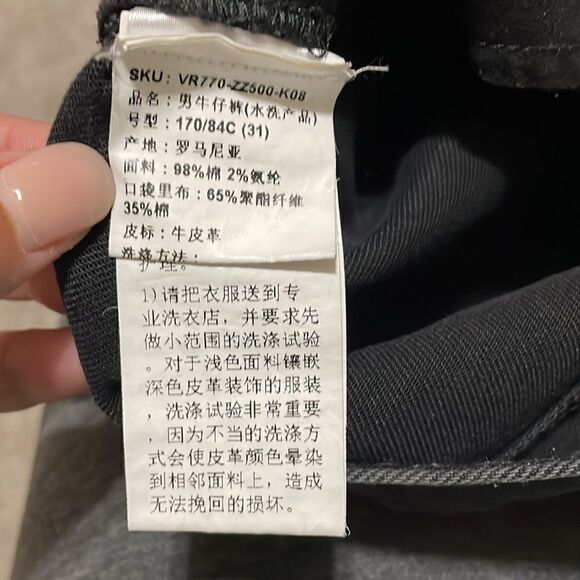 SKU: VR770-ZZ500-K08
品名: 男牛仔裤(水洗产品)
号型: 170/84C (31)
产地: 罗马尼亚
面料: 98%棉 2%氨纶
口袋里布: 65%聚酯纤维
35%棉
皮标: 牛皮革
洗涤方法:
护理。
1)请把衣服送到专
业洗衣店，并要求先
做小范围的洗涤试验
。对于浅色面料镶嵌
深色皮革装饰的服装
，洗涤试验非常重要
，因为不当的洗涤方
式会使皮革颜色晕染
到相邻面料上，造成
无法挽回的损坏。